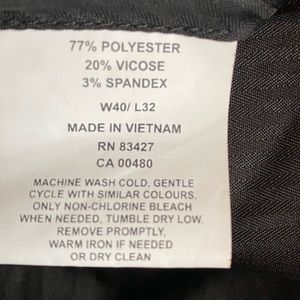 77% POLYESTER
20% VISCOSE
3% SPANDEX
W40/ L32
MADE IN VIETNAM
RN 83427
CA 00480
MACHINE WASH COLD, GENTLE
CYCLE WITH SIMILAR COLOURS,
ONLY NON-CHLORINE BLEACH
WHEN NEEDED, TUMBLE DRY LOW,
REMOVE PROMPTLY,
WARM IRON IF NEEDED
OR DRY CLEAN